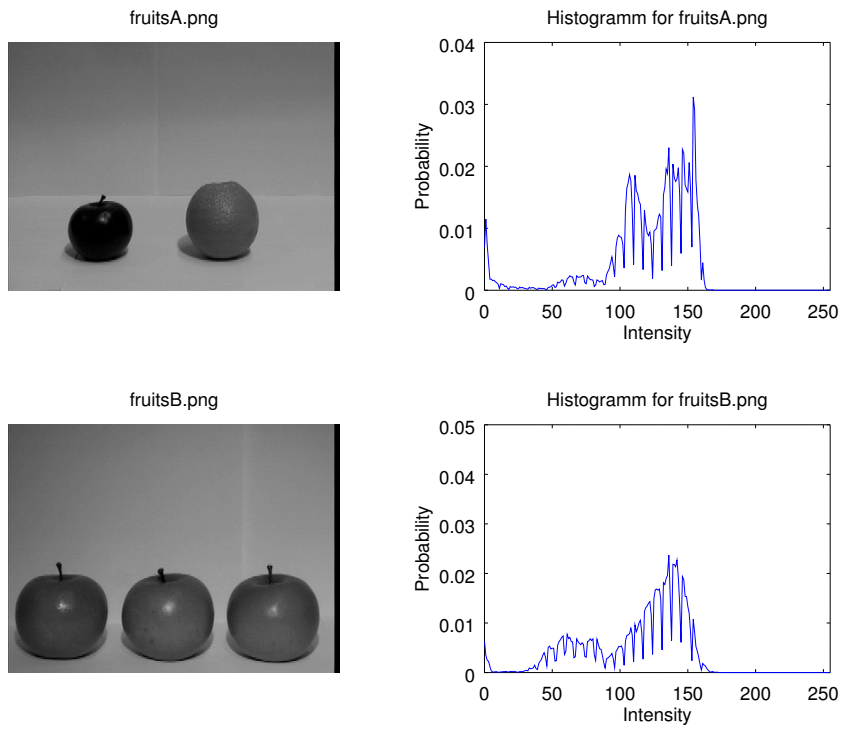 fruitsA.png
Histogramm for fruitsA.png
0.04
0.03
0.02
0.01
0
Probability
0 50 100 150 200 250
Intensity
fruitsB.png
Histogramm for fruitsB.png
0.05
0.04
0.03
0.02
0.01
0
Probability
0 50 100 150 200 250
Intensity